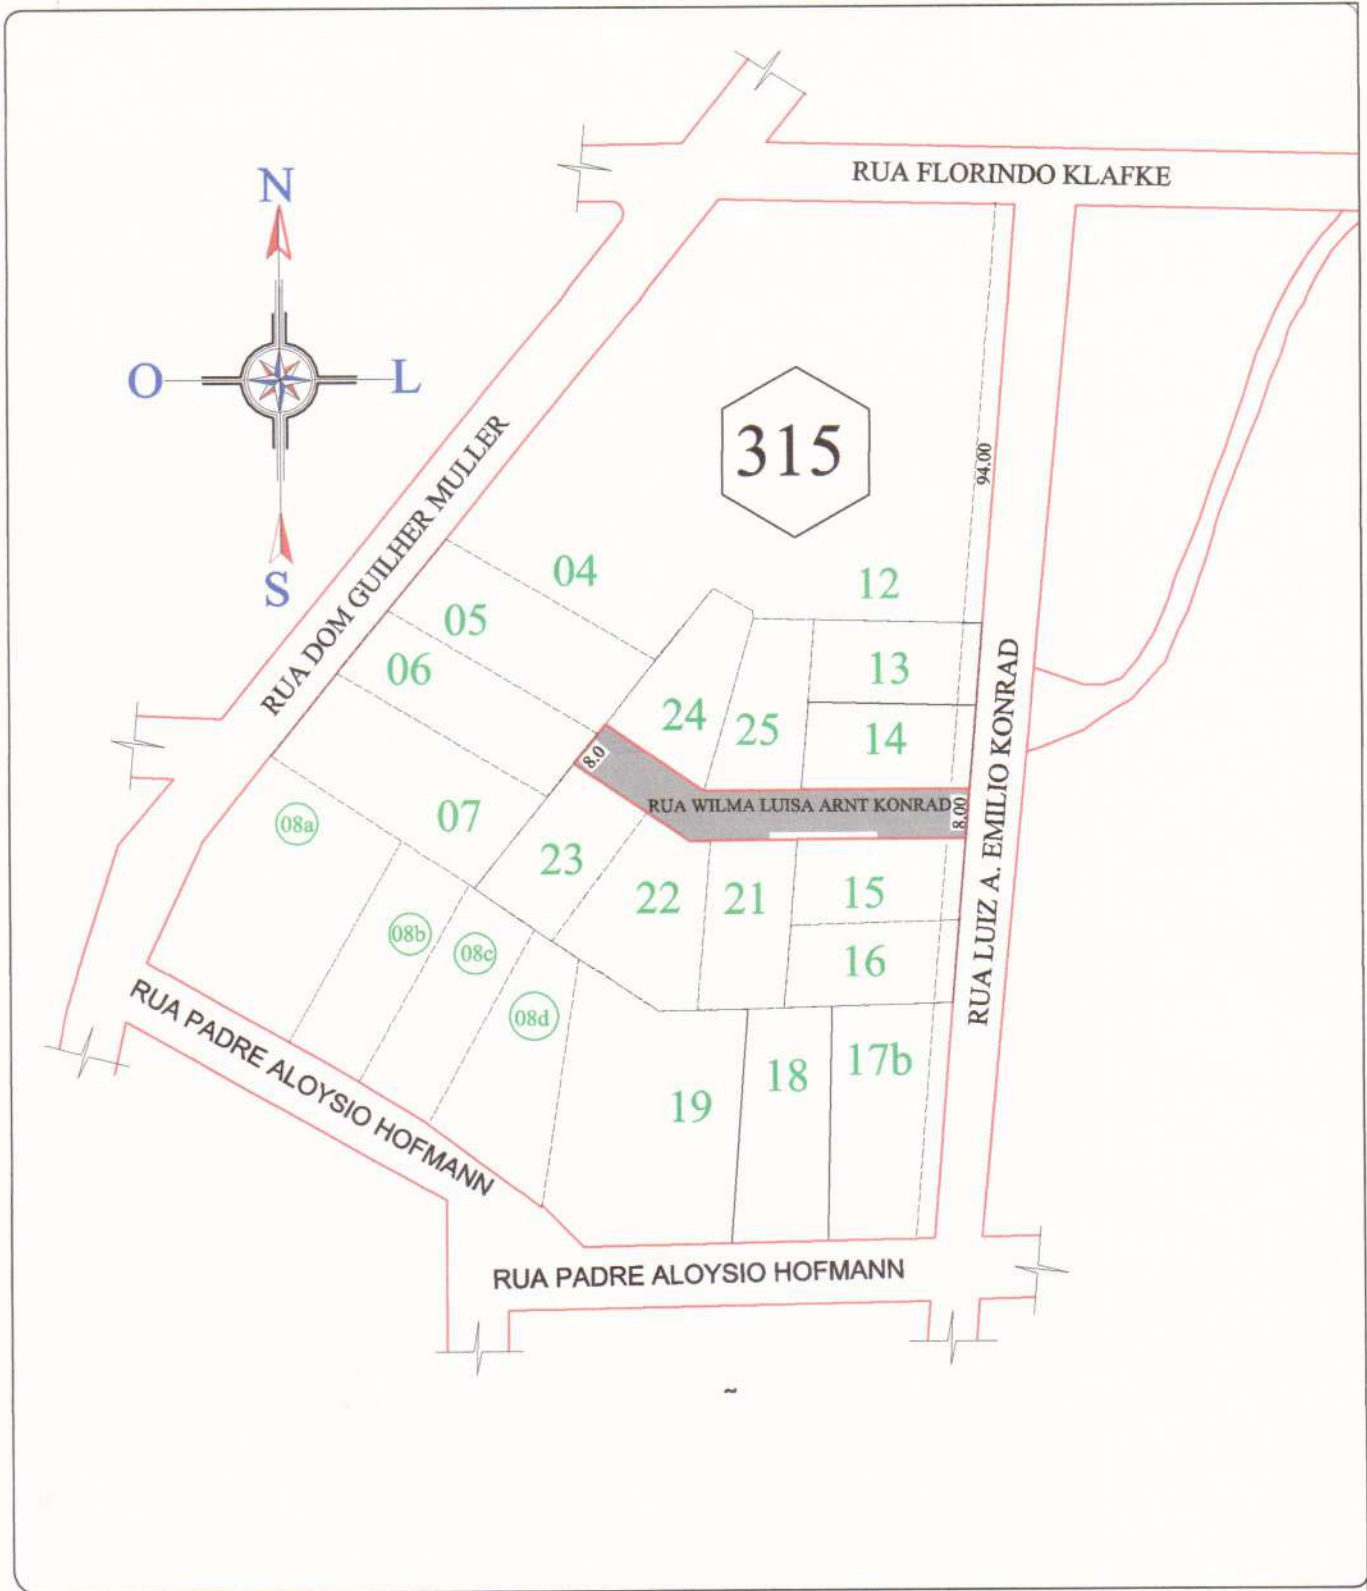 RUA FLORINDO KLAFKE
N
O
L
S
315
94.00
RUA DOM GUILHER MULLER
04
12
05
06
13
24
25
14
8.0
RUA WILMA LUISA ARNT KONRAD
8.00
RUA LUIZ A. EMILIO KONRAD
07
08a
23
22
21
15
08b
08c
16
08d
RUA PADRE ALOYSIO HOFMANN
19
18
17b
RUA PADRE ALOYSIO HOFMANN
~